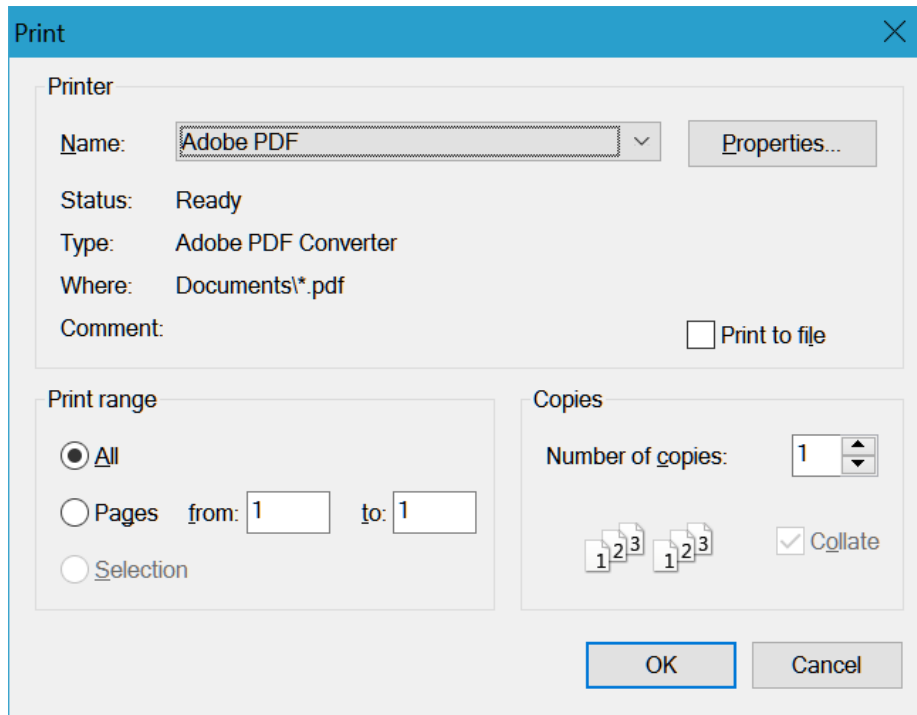 Print
Printer
Name: Adobe PDF Properties...
Status: Ready
Type: Adobe PDF Converter
Where: Documents\*.pdf
Comment:
Print to file
Print range
All
Pages from: 1 to: 1
Selection
Copies
Number of copies: 1
1 2 3 1 2 3
Collate
OK Cancel